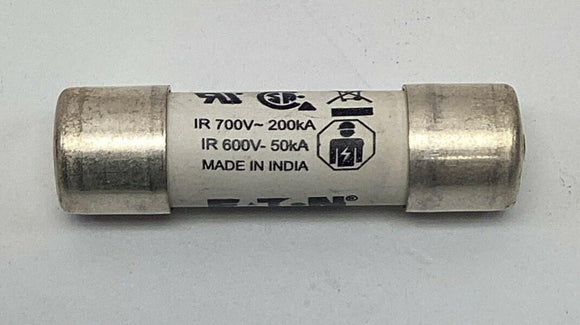 IR 700V~ 200kA
IR 600V- 50kA
MADE IN INDIA
EATON®